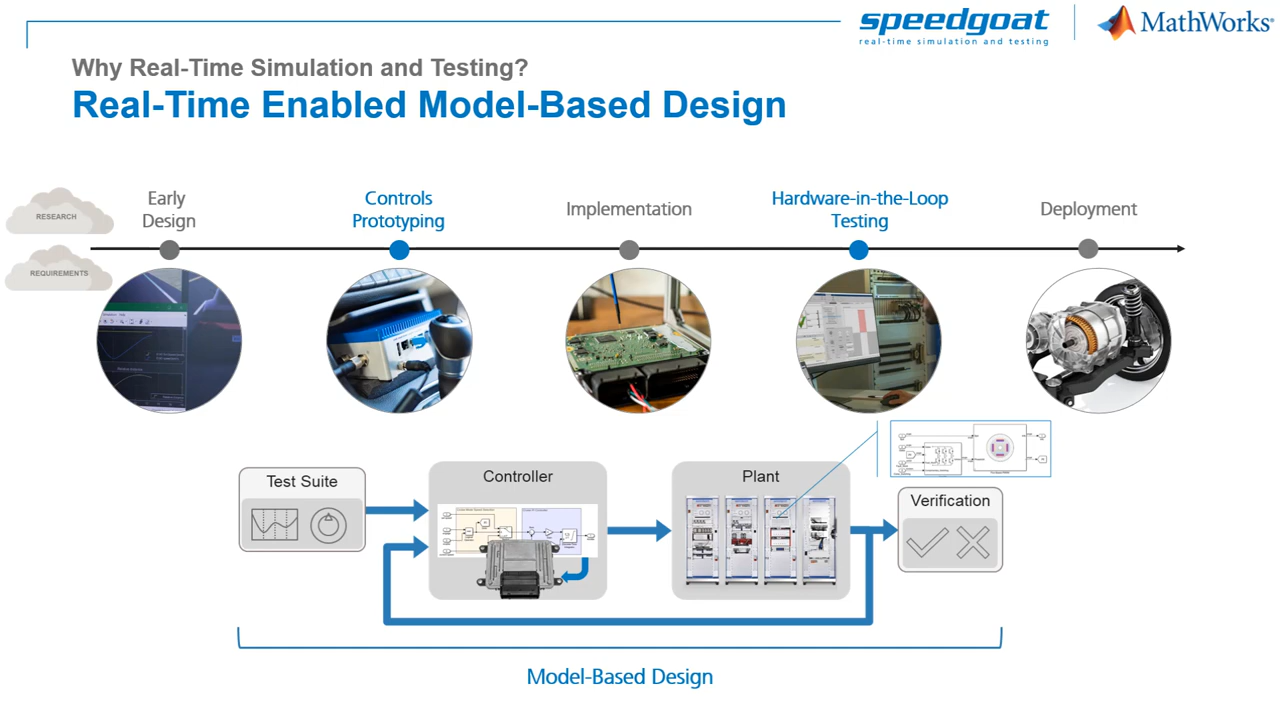 speedgoat
real-time simulation and testing
MathWorks®
Why Real-Time Simulation and Testing?
Real-Time Enabled Model-Based Design
RESEARCH
REQUIREMENTS
Early
Design
Controls
Prototyping
Implementation
Hardware-in-the-Loop
Testing
Deployment
Test Suite
Controller
Plant
Verification
Model-Based Design